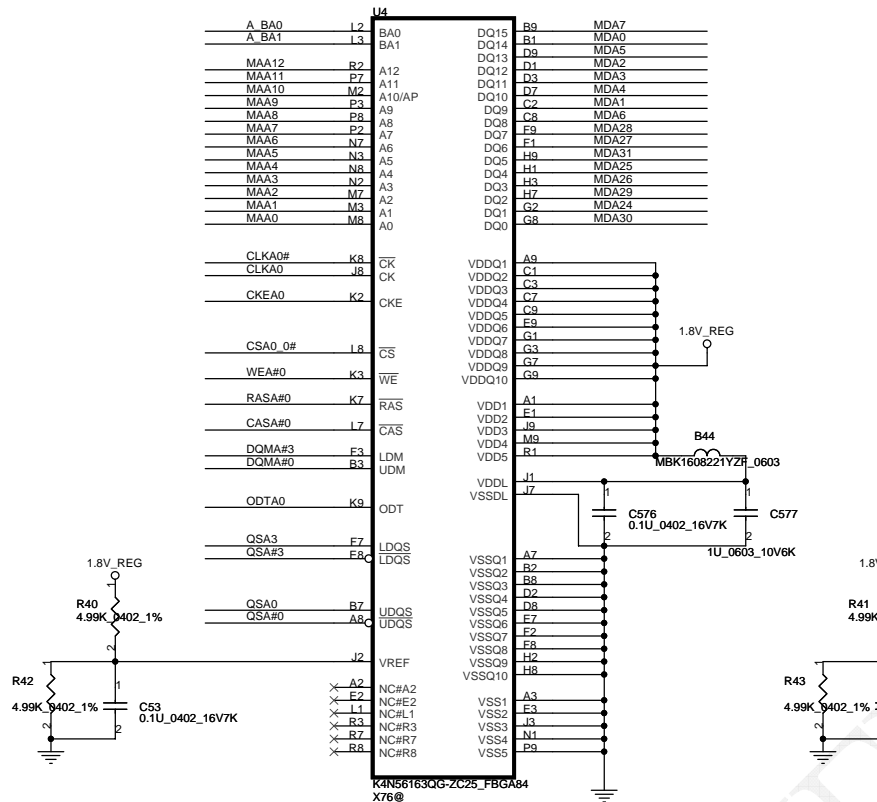 U4
A_BA0 L2 BA0 DQ15 B9 MDA7
A_BA1 L3 BA1 DQ14 B1 MDA0
DQ13 D9 MDA5
MAA12 R2 A12 DQ12 D1 MDA2
MAA11 P7 A11 DQ11 D3 MDA3
MAA10 M2 A10/AP DQ10 D7 MDA4
MAA9 P3 A9 DQ9 C2 MDA1
MAA8 P8 A8 DQ8 C8 MDA6
MAA7 P2 A7 DQ7 F9 MDA28
MAA6 N7 A6 DQ6 F1 MDA27
MAA5 N3 A5 DQ5 H9 MDA31
MAA4 N8 A4 DQ4 H1 MDA25
MAA3 N2 A3 DQ3 H3 MDA26
MAA2 M7 A2 DQ2 H7 MDA29
MAA1 M3 A1 DQ1 G2 MDA24
MAA0 M8 A0 DQ0 G8 MDA30
CLKA0# K8 CK VDDQ1 A9
CLKA0 J8 CK VDDQ2 C1
VDDQ3 C3
CKEA0 K2 CKE VDDQ4 C7
VDDQ5 C9
VDDQ6 E9
VDDQ7 G1
1.8V_REG
CSA0_0# L8 CS VDDQ8 G3
VDDQ9 G7
WEA#0 K3 WE VDDQ10 G9
RASA#0 K7 RAS VDD1 A1
VDD2 E1
CASA#0 L7 CAS VDD3 J9
VDD4 M9
B44
DQMA#3 F3 LDM VDD5 R1
MBK1608221YZF_0603
DQMA#0 B3 UDM
VDDL J1
VSSDL J7
1 1
ODTA0 K9 ODT
C576
0.1U_0402_16V7K
C577
2 2
1U_0603_10V6K
QSA3 F7 LDQS
QSA#3 E8 LDQS VSSQ1 A7
1.8V_REG
VSSQ2 B2
VSSQ3 B8
1
VSSQ4 D2
R40
4.99K_0402_1%
QSA0 B7 UDQS VSSQ5 D8
QSA#0 A8 UDQS VSSQ6 E7
VSSQ7 F2
2
VSSQ8 F8
J2 VREF VSSQ9 H2
VSSQ10 H8
1 1
R42
4.99K_0402_1%
C53
0.1U_0402_16V7K
2 2
A2 NC#A2 VSS1 A3
E2 NC#E2 VSS2 E3
L1 NC#L1 VSS3 J3
R3 NC#R3 VSS4 N1
R7 NC#R7 VSS5 P9
R8 NC#R8
K4N56163QG-ZC25_FBGA84
X76@
R41
R43
1
4.99K_0402_1%
2